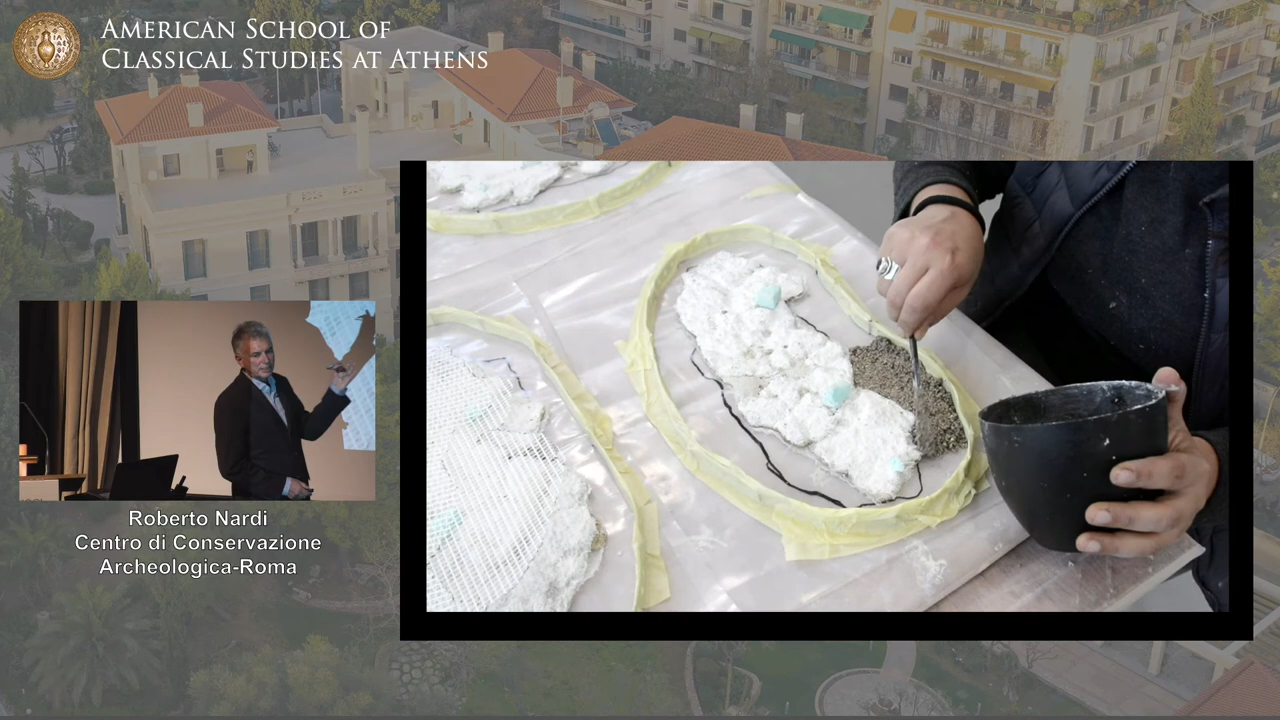 AMERICAN SCHOOL OF
CLASSICAL STUDIES AT ATHENS
Roberto Nardi
Centro di Conservazione
Archeologica-Roma